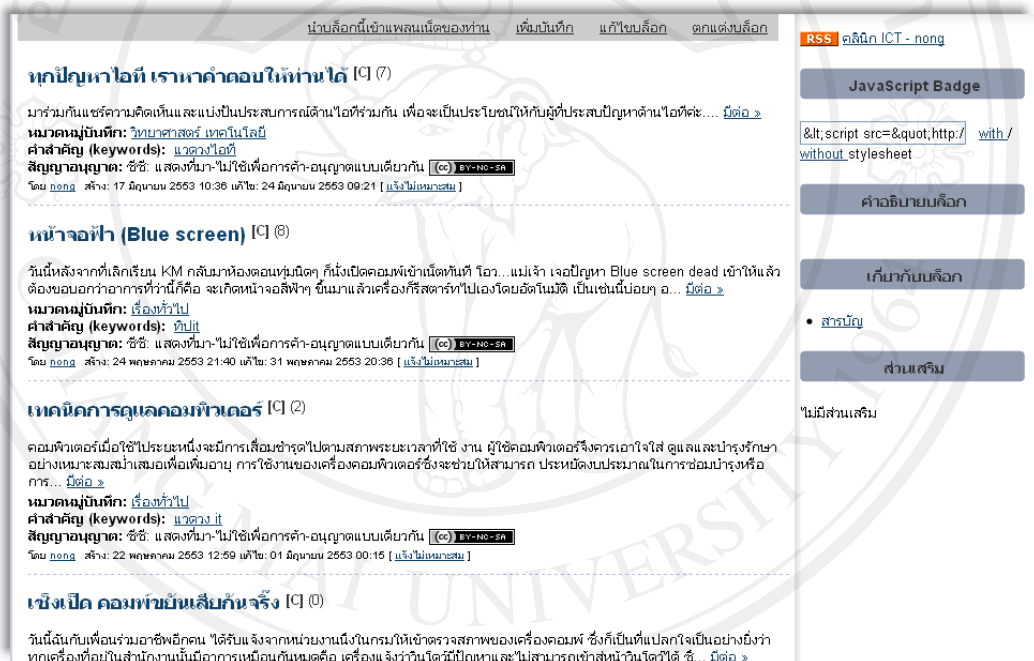 นำบล็อกนี้เข้าแพลนเน็ตของท่าน เพิ่มบันทึก แก้ไขบล็อก ตกแต่งบล็อก
ทุกปัญหาไอที เราหาคำตอบให้ท่านได้ [C] (7)
มาร่วมกันแชร์ความคิดเห็นและแบ่งปันประสบการณ์ด้านไอทีร่วมกัน เพื่อจะเป็นประโยชน์ให้กับผู้ที่ประสบปัญหาด้านไอทีค่ะ.... มีต่อ »
หมวดหมู่บันทึก: วิทยาศาสตร์ เทคโนโลยี
คำสำคัญ (keywords): แวดวงไอที
สัญญาอนุญาต: ซีซี: แสดงที่มา-ไม่ใช้เพื่อการค้า-อนุญาตแบบเดียวกัน (cc) BY-NC-SA
โดย nong สร้าง: 17 มิถุนายน 2553 10:36 แก้ไข: 24 มิถุนายน 2553 09:21 [ แจ้งไม่เหมาะสม ]
หน้าจอฟ้า (Blue screen) [C] (8)
วันนี้หลังจากที่เลิกเรียน KM กลับมาห้องตอนทุ่มนิดๆ ก็นั่งเปิดคอมพ์เข้าเน็ตทันที โอว...แม่เจ้า เจอปัญหา Blue screen dead เข้าให้แล้ว
ต้องขอบอกว่าอาการที่ว่านี้ก็คือ จะเกิดหน้าจอสีฟ้าๆ ขึ้นมาแล้วเครื่องก็รีสตาร์ทไปเองโดยอัตโนมัติ เป็นเช่นนี้บ่อยๆ อ... มีต่อ »
หมวดหมู่บันทึก: เรื่องทั่วไป
คำสำคัญ (keywords): ทิปit
สัญญาอนุญาต: ซีซี: แสดงที่มา-ไม่ใช้เพื่อการค้า-อนุญาตแบบเดียวกัน (cc) BY-NC-SA
โดย nong สร้าง: 24 พฤษภาคม 2553 21:40 แก้ไข: 31 พฤษภาคม 2553 20:36 [ แจ้งไม่เหมาะสม ]
เทคนิคการดูแลคอมพิวเตอร์ [C] (2)
คอมพิวเตอร์เมื่อใช้ไประยะหนึ่งจะมีการเสื่อมชำรุดไปตามสภาพระยะเวลาที่ใช้ งาน ผู้ใช้คอมพิวเตอร์จึงควรเอาใจใส่ ดูแลและบำรุงรักษา
อย่างเหมาะสมสม่ำเสมอเพื่อเพิ่มอายุ การใช้งานของเครื่องคอมพิวเตอร์ซึ่งจะช่วยให้สามารถ ประหยัดงบประมาณในการซ่อมบำรุงหรือ
การ... มีต่อ »
หมวดหมู่บันทึก: เรื่องทั่วไป
คำสำคัญ (keywords): แวดวง it
สัญญาอนุญาต: ซีซี: แสดงที่มา-ไม่ใช้เพื่อการค้า-อนุญาตแบบเดียวกัน (cc) BY-NC-SA
โดย nong สร้าง: 22 พฤษภาคม 2553 12:59 แก้ไข: 01 มิถุนายน 2553 00:15 [ แจ้งไม่เหมาะสม ]
เซ็งเป็ด คอมพ์ขยันเสียกันจริ๊ง [C] (0)
วันนี้ฉันกับเพื่อนร่วมอาชีพอีกคน ได้รับแจ้งจากหน่วยงานนึงในกรมให้เข้าตรวจสภาพของเครื่องคอมพ์ ซึ่งก็เป็นที่แปลกใจเป็นอย่างยิ่งว่า
ทุกเครื่องที่อยู่ในสำนักงานนั้นมีอาการเหมือนกันหมดคือ เครื่องแจ้งว่าวินโดว์มีปัญหาและไม่สามารถเข้าสู่หน้าวินโดว์ได้ ซึ... มีต่อ »
RSS คลินิก ICT - nong
JavaScript Badge
&lt;script src=&quot;http:/ with /
without stylesheet
คำอธิบายบล็อก
เกี่ยวกับบล็อก
สารบัญ
ส่วนเสริม
ไม่มีส่วนเสริม
MAI UNIVERSITY 1964